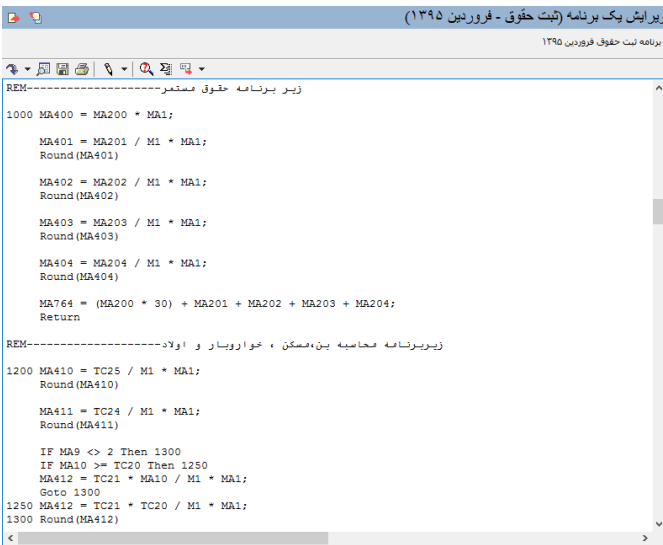 ویرایش یک برنامه (ثبت حقوق - فروردین ۱۳۹۵)
برنامه ثبت حقوق فروردین ۱۳۹۵
REM--------------------زیر برنامه حقوق مستمر
1000 MA400 = MA200 * MA1;
MA401 = MA201 / M1 * MA1;
Round(MA401)
MA402 = MA202 / M1 * MA1;
Round(MA402)
MA403 = MA203 / M1 * MA1;
Round(MA403)
MA404 = MA204 / M1 * MA1;
Round(MA404)
MA764 = (MA200 * 30) + MA201 + MA202 + MA203 + MA204;
Return
REM--------------------زیربرنامه محاسبه بن،مسکن ، خواروبار و اولاد
1200 MA410 = TC25 / M1 * MA1;
Round(MA410)
MA411 = TC24 / M1 * MA1;
Round(MA411)
IF MA9 <> 2 Then 1300
IF MA10 >= TC20 Then 1250
MA412 = TC21 * MA10 / M1 * MA1;
Goto 1300
1250 MA412 = TC21 * TC20 / M1 * MA1;
1300 Round(MA412)